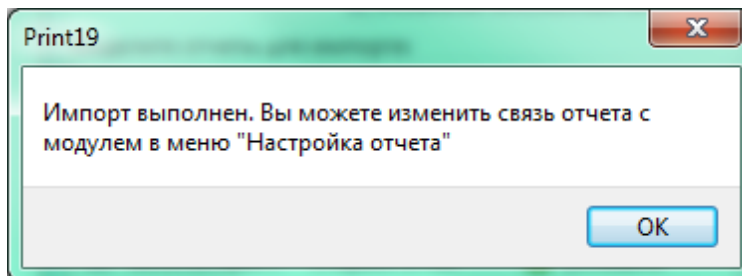 Print19
Импорт выполнен. Вы можете изменить связь отчета с
модулем в меню "Настройка отчета"
OK